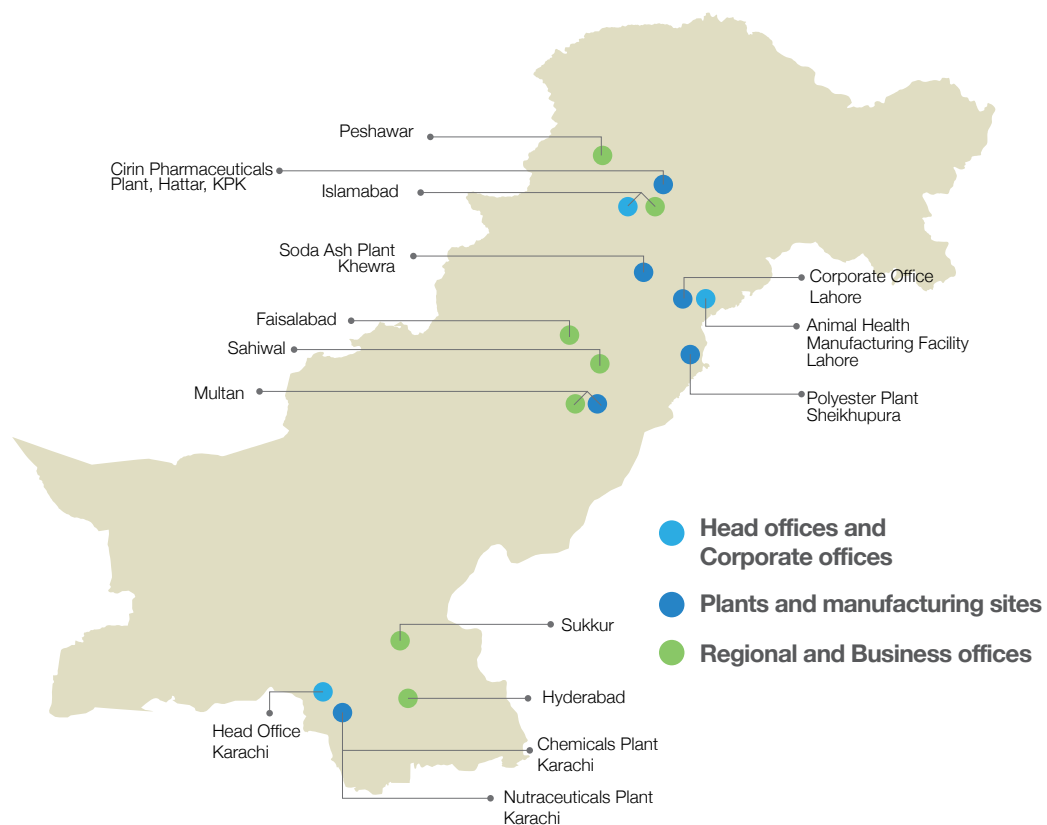 Peshawar
Cirin Pharmaceuticals
Plant, Hattar, KPK
Islamabad
Soda Ash Plant
Khewra
Corporate Office
Lahore
Faisalabad
Animal Health
Manufacturing Facility
Lahore
Sahiwal
Multan
Polyester Plant
Sheikhupura
Head offices and
Corporate offices
Plants and manufacturing sites
Regional and Business offices
Sukkur
Hyderabad
Head Office
Karachi
Chemicals Plant
Karachi
Nutraceuticals Plant
Karachi